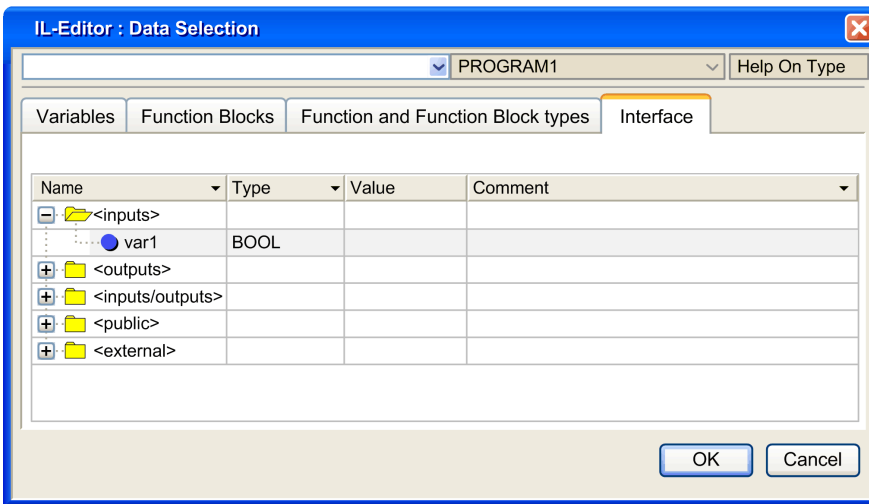 IL-Editor : Data Selection
PROGRAM1 Help On Type
Variables Function Blocks Function and Function Block types Interface
Name Type Value Comment
<inputs>
var1 BOOL
<outputs>
<inputs/outputs>
<public>
<external>
OK Cancel